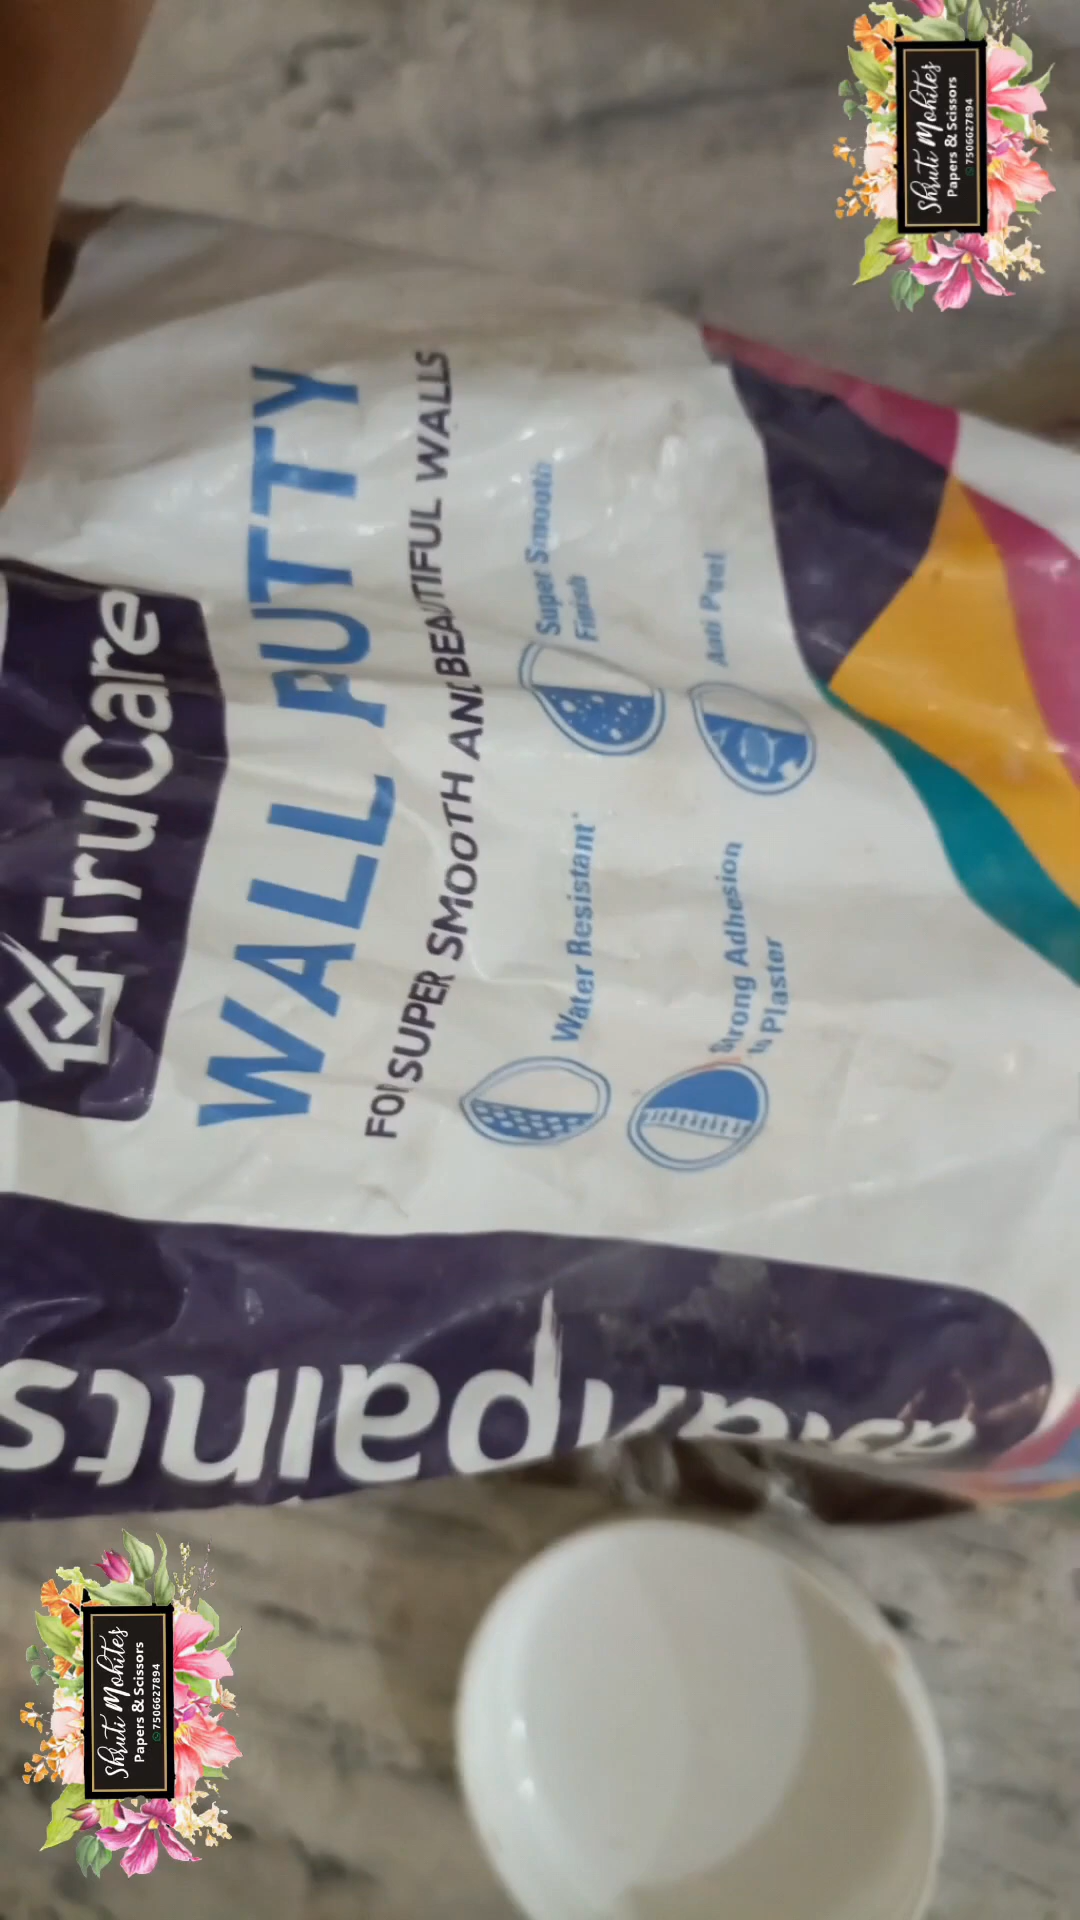 TruCare
WALL PUTTY
FOR SUPER SMOOTH AND BEAUTIFUL WALLS
Water Resistant*
Super Smooth
Finish
Strong Adhesion
to Plaster
Anti Peel
asianpaints
Shruti Mohites
Papers & Scissors
7506627894
Shruti Mohites
Papers & Scissors
7506627894